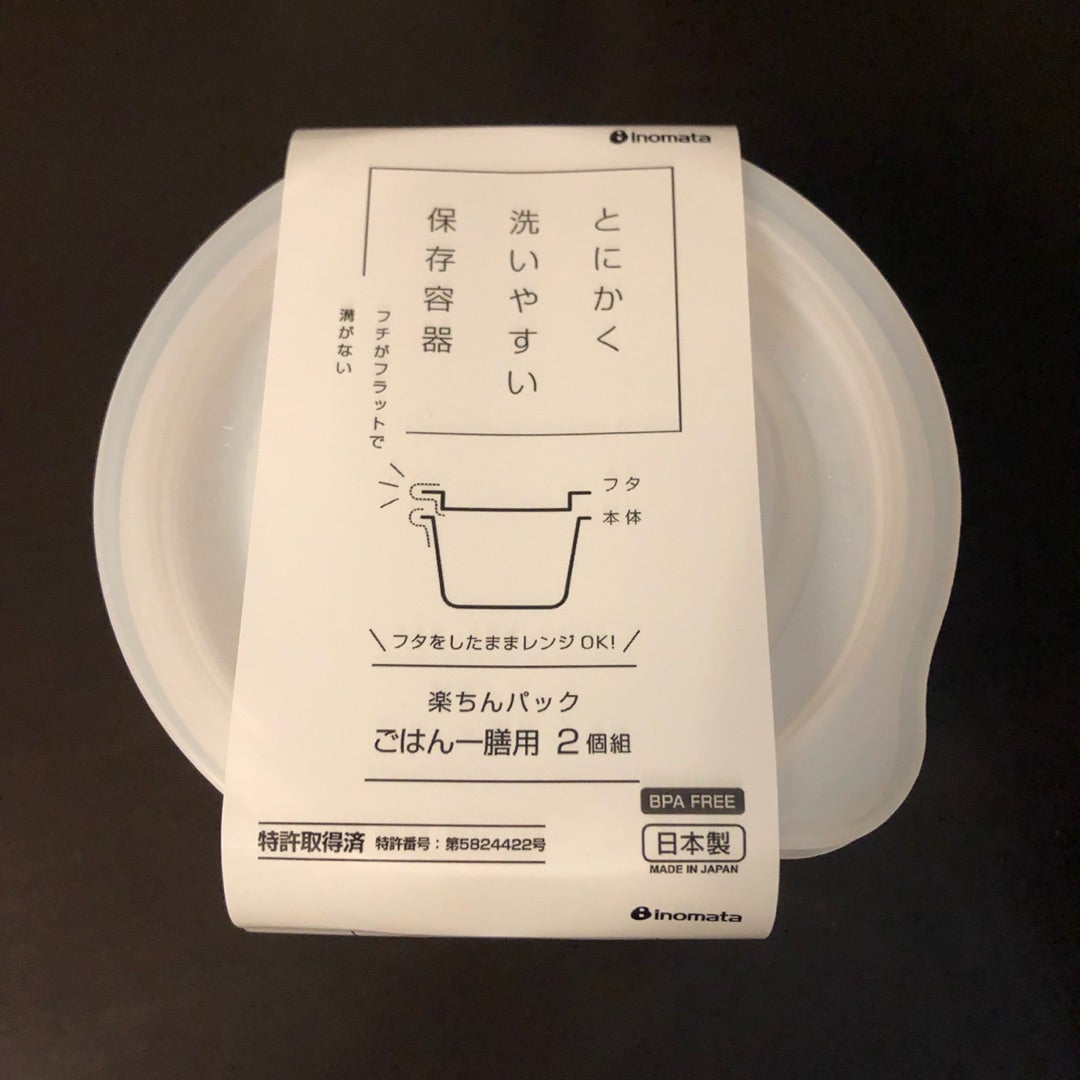 inomata
とにかく
洗いやすい
保存容器
フチがフラットで
溝がない
フタ
本体
フタをしたままレンジOK!
楽ちんパック
ごはん一膳用 2個組
BPA FREE
特許取得済 特許番号：第5824422号
日本製
MADE IN JAPAN
inomata